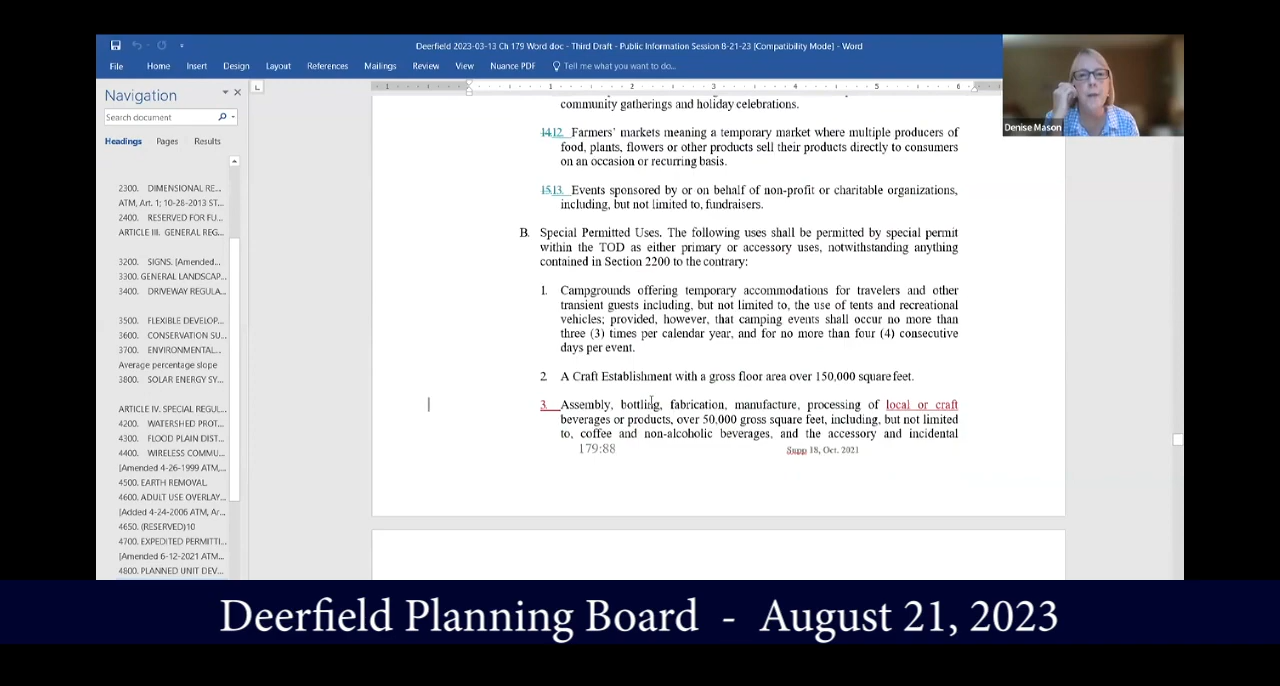 Deerfield 2023-03-13 Ch 179 Word doc - Third Draft - Public Information Session 8-21-23 [Compatibility Mode] - Word
File Home Insert Design Layout References Mailings Review View Nuance PDF Tell me what you want to do...
Navigation
Search document
Headings Pages Results
2300. DIMENSIONAL RE...
ATM, Art. 1; 10-28-2013 ST...
2400. RESERVED FOR FU...
ARTICLE III. GENERAL REG...
3200. SIGNS. [Amended...
3300. GENERAL LANDSCAP...
3400. DRIVEWAY REGULA...
3500. FLEXIBLE DEVELOP...
3600. CONSERVATION SU...
3700. ENVIRONMENTAL...
Average percentage slope
3800. SOLAR ENERGY SY...
ARTICLE IV. SPECIAL REGUL...
4200. WATERSHED PROT...
4300. FLOOD PLAIN DIST...
4400. WIRELESS COMMU...
[Amended 4-26-1999 ATM,...
4500. EARTH REMOVAL
4600. ADULT USE OVERLAY...
[Added 4-24-2006 ATM, Ar...
4650. (RESERVED)10
4700. EXPEDITED PERMITTI...
[Amended 6-12-2021 ATM...
4800. PLANNED UNIT DEV...
1 1 2 3 4 5 6
community gatherings and holiday celebrations.
14.12. Farmers' markets meaning a temporary market where multiple producers of
food, plants, flowers or other products sell their products directly to consumers
on an occasion or recurring basis.
15.13. Events sponsored by or on behalf of non-profit or charitable organizations,
including, but not limited to, fundraisers.
B. Special Permitted Uses. The following uses shall be permitted by special permit
within the TOD as either primary or accessory uses, notwithstanding anything
contained in Section 2200 to the contrary:
1. Campgrounds offering temporary accommodations for travelers and other
transient guests including, but not limited to, the use of tents and recreational
vehicles; provided, however, that camping events shall occur no more than
three (3) times per calendar year, and for no more than four (4) consecutive
days per event.
2. A Craft Establishment with a gross floor area over 150,000 square feet.
3. Assembly, bottling, fabrication, manufacture, processing of local or craft
beverages or products, over 50,000 gross square feet, including, but not limited
to, coffee and non-alcoholic beverages, and the accessory and incidental
179:88 Supp 18, Oct. 2021
Denise Mason
Deerfield Planning Board - August 21, 2023